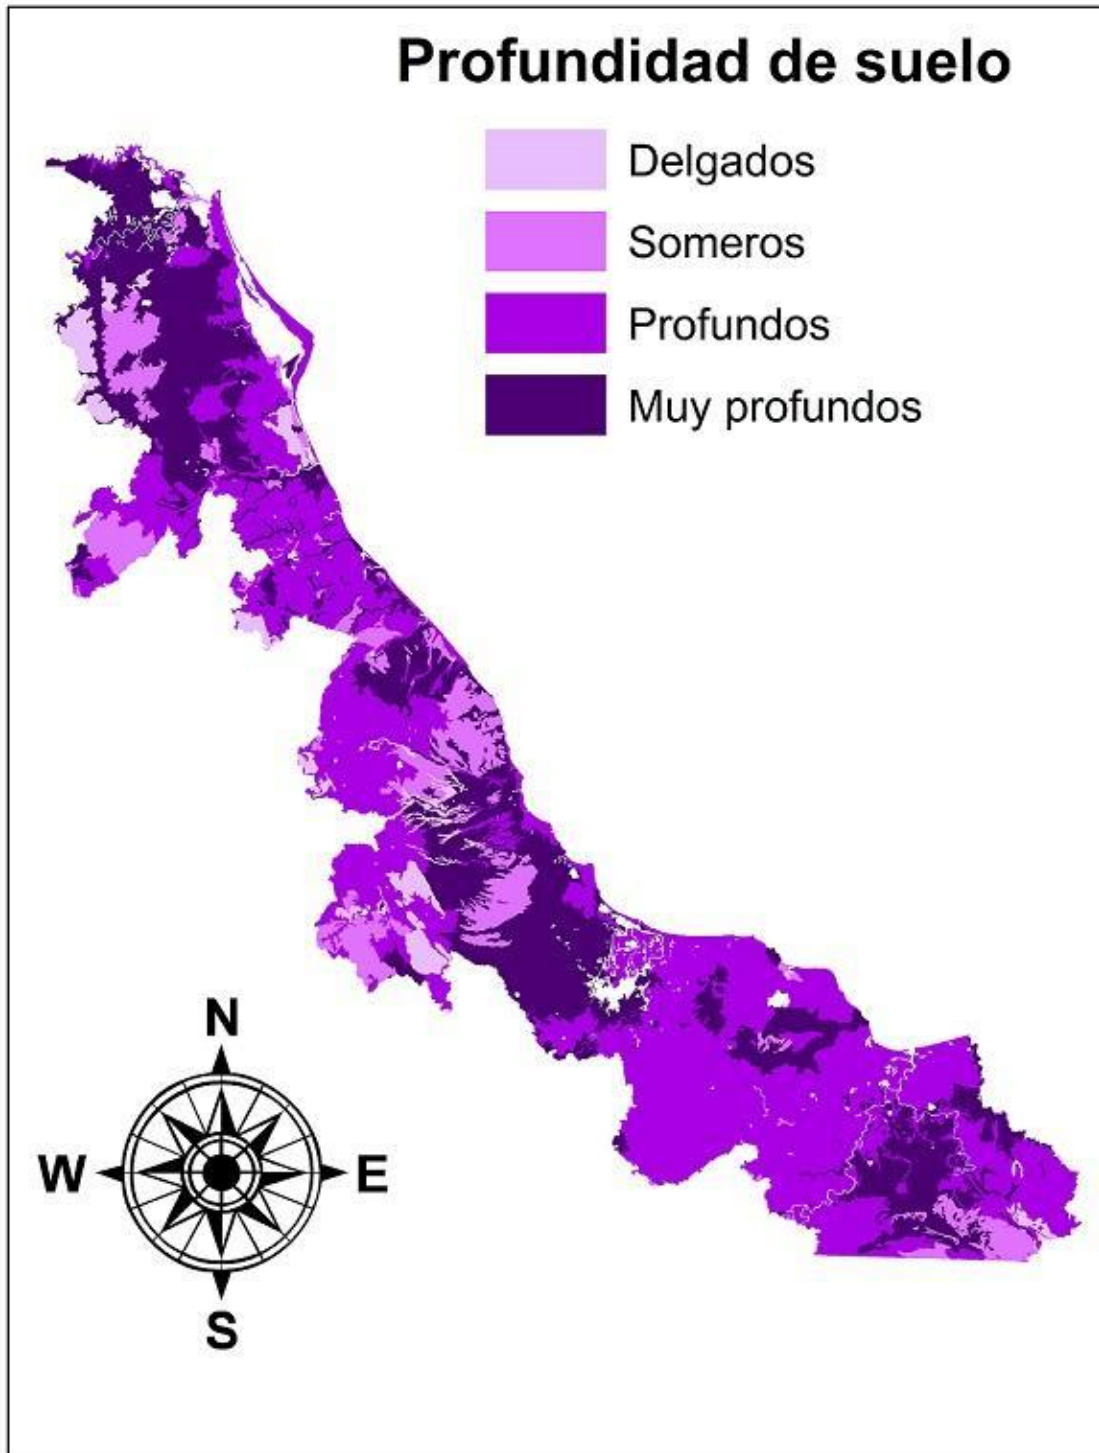 Profundidad de suelo
Delgados
Someros
Profundos
Muy profundos
N
W E
S